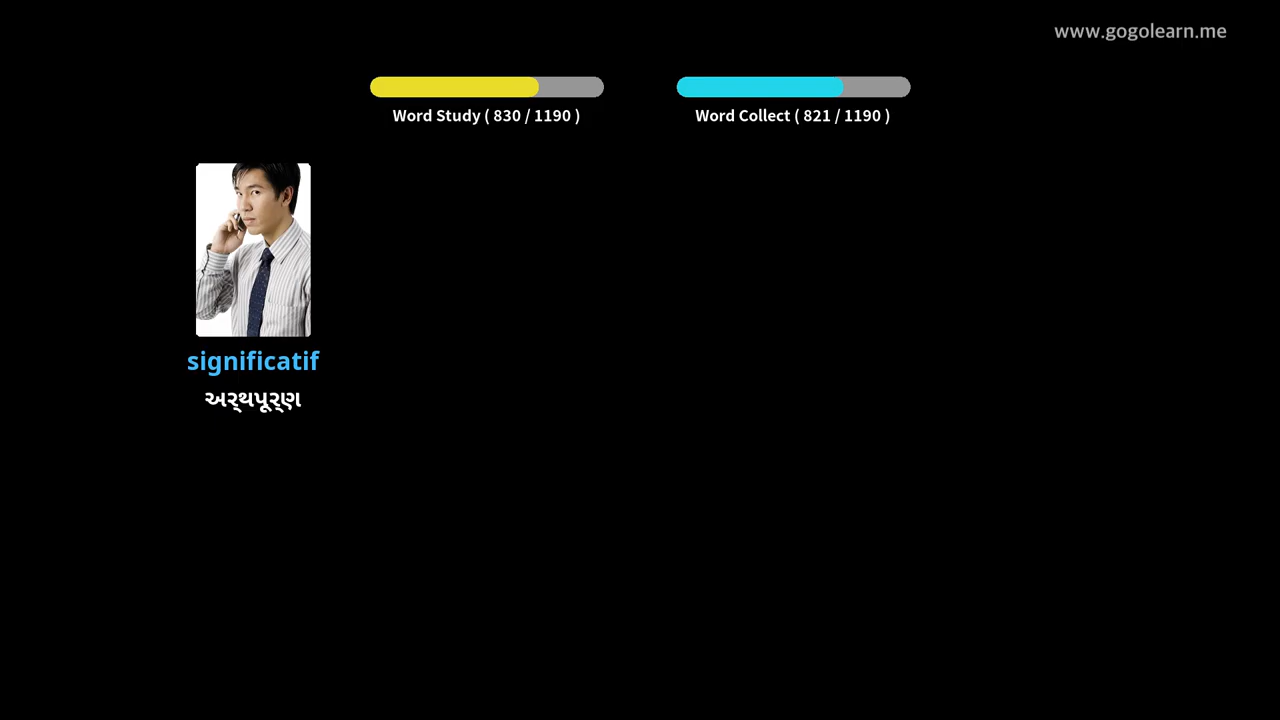 www.gogolearn.me
Word Study ( 830 / 1190 )
Word Collect ( 821 / 1190 )
significatif
અર્થપૂર્ણ